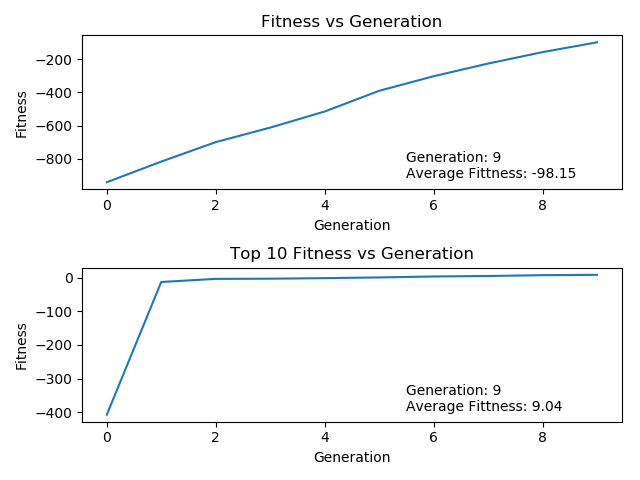 Fitness vs Generation
Fitness
−200
−400
−600
−800
0
2
4
6
8
Generation: 9
Average Fittness: -98.15
Generation
Top 10 Fitness vs Generation
Fitness
0
−100
−200
−300
−400
0
2
4
6
8
Generation: 9
Average Fittness: 9.04
Generation